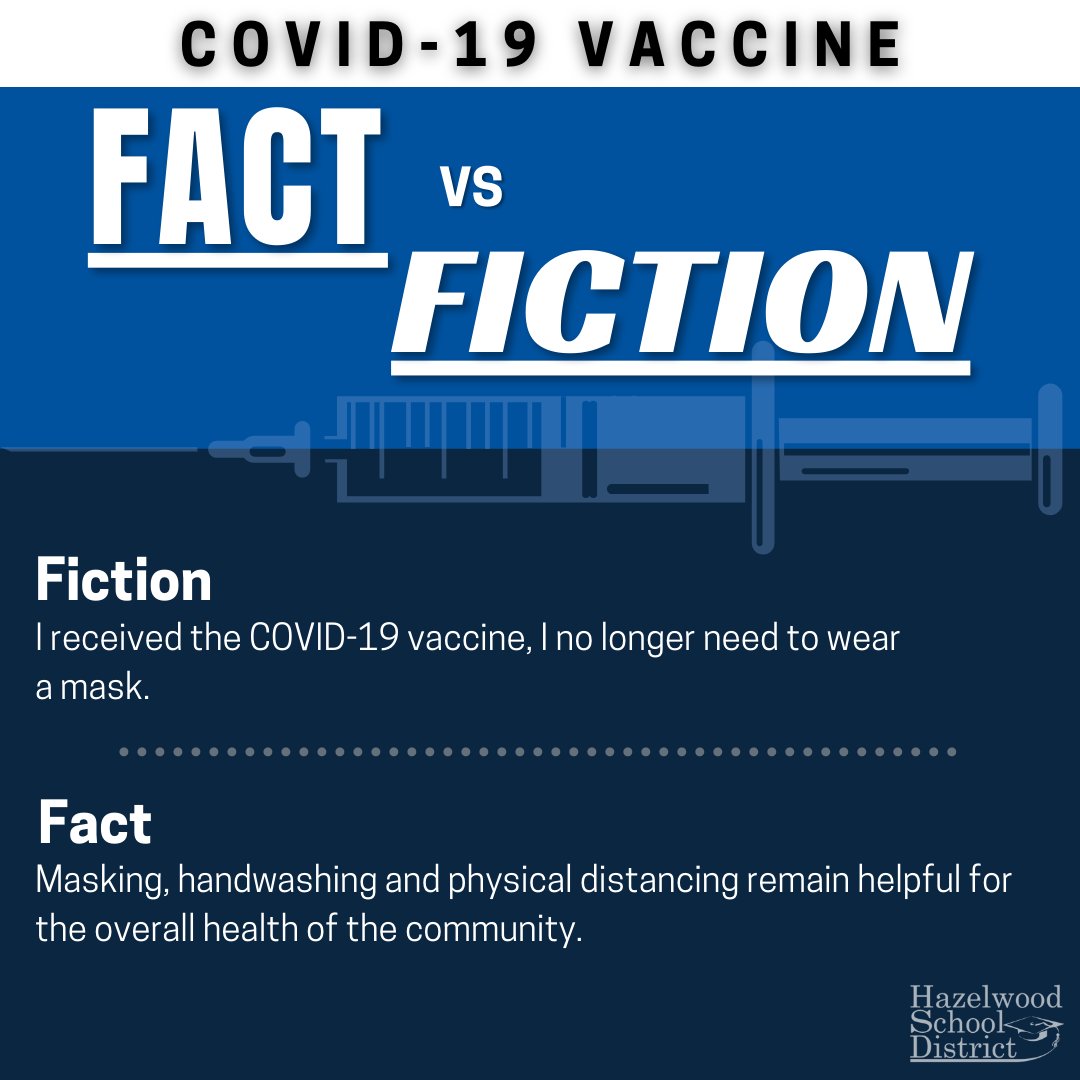 COVID-19 VACCINE
FACT
VS
FICTION
Fiction
I received the COVID-19 vaccine, I no longer need to wear
a mask.
Fact
Masking, handwashing and physical distancing remain helpful for
the overall health of the community.
Hazelwood
School
District